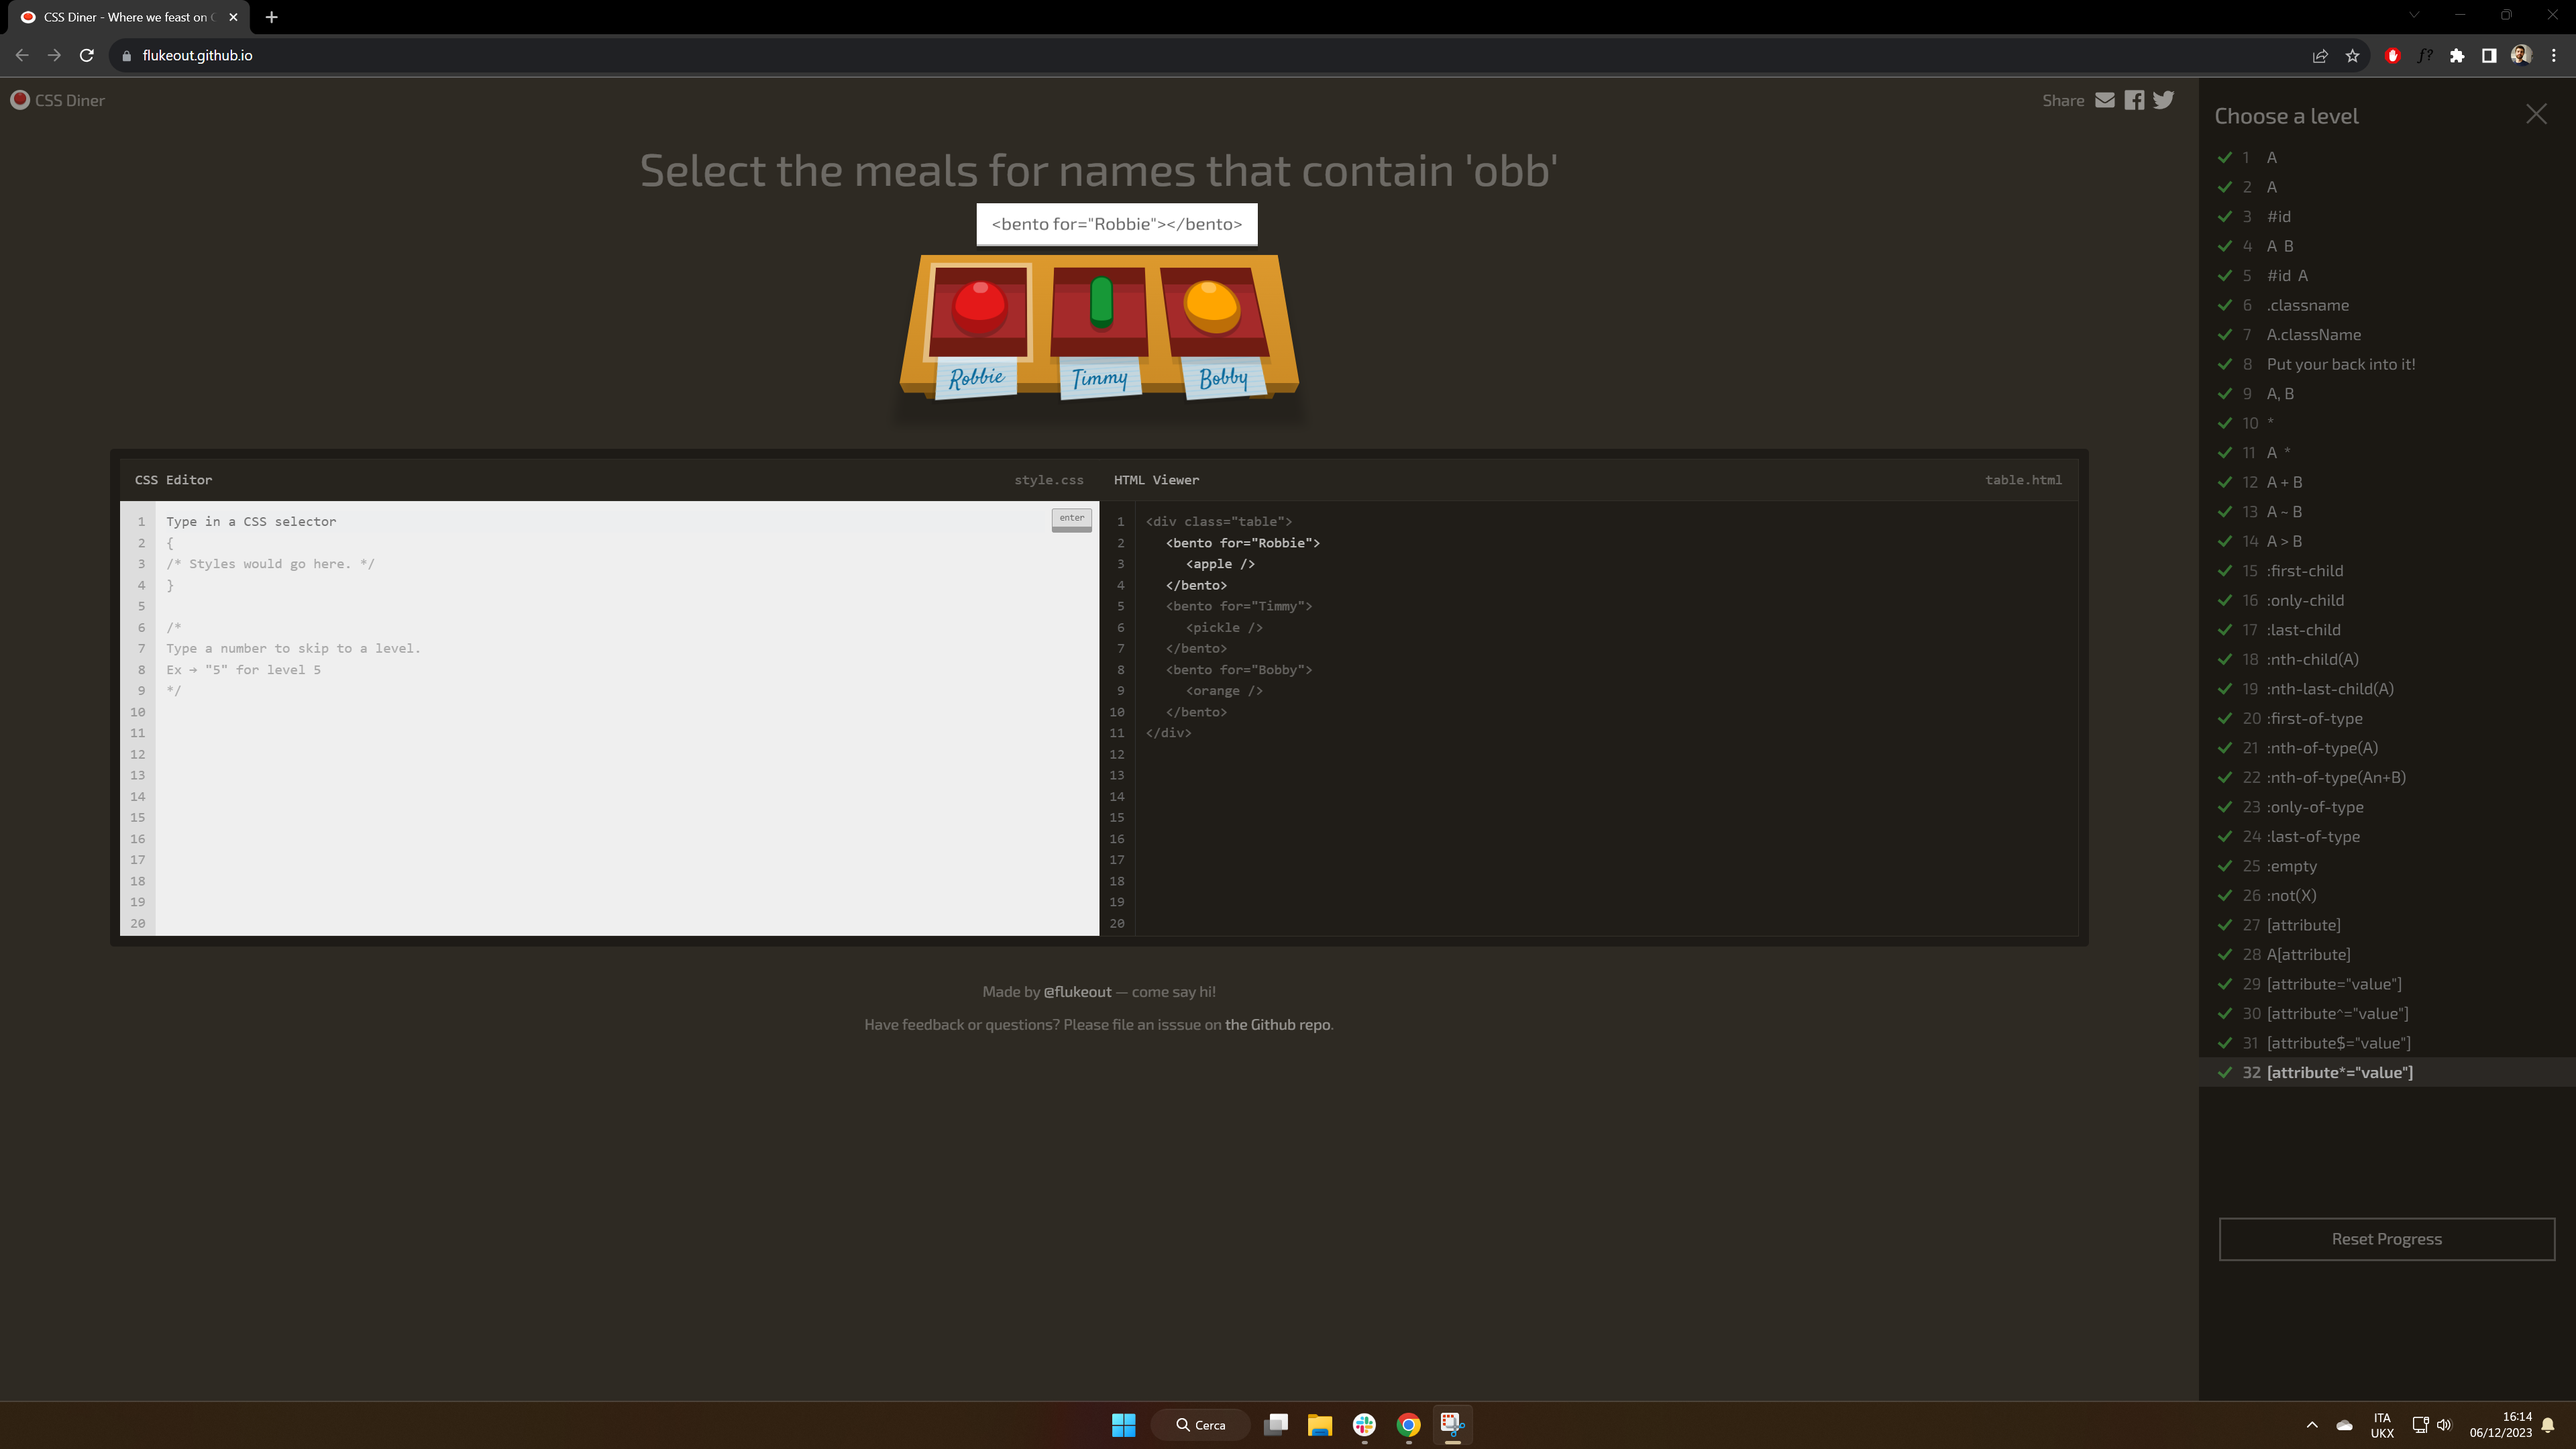 CSS Diner - Where we feast on
flukeout.github.io
CSS Diner
Share
Select the meals for names that contain 'obb'
<bento for="Robbie"></bento>
Robbie
Timmy
Bobby
CSS Editor
style.css
1 Type in a CSS selector
enter
2 {
3 /* Styles would go here. */
4 }
5
6 /*
7 Type a number to skip to a level.
8 Ex → "5" for level 5
9 */
10
11
12
13
14
15
16
17
18
19
20
HTML Viewer
table.html
1 <div class="table">
2 <bento for="Robbie">
3 <apple />
4 </bento>
5 <bento for="Timmy">
6 <pickle />
7 </bento>
8 <bento for="Bobby">
9 <orange />
10 </bento>
11 </div>
12
13
14
15
16
17
18
19
20
Made by @flukeout — come say hi!
Have feedback or questions? Please file an isssue on the Github repo.
Choose a level
1 A
2 A
3 #id
4 A B
5 #id A
6 .classname
7 A.className
8 Put your back into it!
9 A, B
10 *
11 A *
12 A + B
13 A ~ B
14 A > B
15 :first-child
16 :only-child
17 :last-child
18 :nth-child(A)
19 :nth-last-child(A)
20 :first-of-type
21 :nth-of-type(A)
22 :nth-of-type(An+B)
23 :only-of-type
24 :last-of-type
25 :empty
26 :not(X)
27 [attribute]
28 A[attribute]
29 [attribute="value"]
30 [attribute^="value"]
31 [attribute$="value"]
32 [attribute*="value"]
Reset Progress
Cerca
ITA
UKX
16:14
06/12/2023